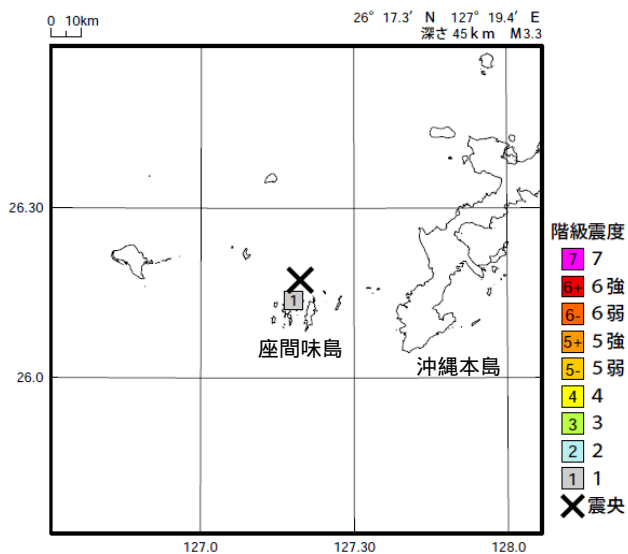 0 10km
26° 17.3′ N 127° 19.4′ E
深さ 45km M3.3
26.30
26.0
127.0
127.30
128.0
1
座間味島
沖縄本島
階級震度
7 7
6+ 6強
6- 6弱
5+ 5強
5- 5弱
4 4
3 3
2 2
1 1
震央